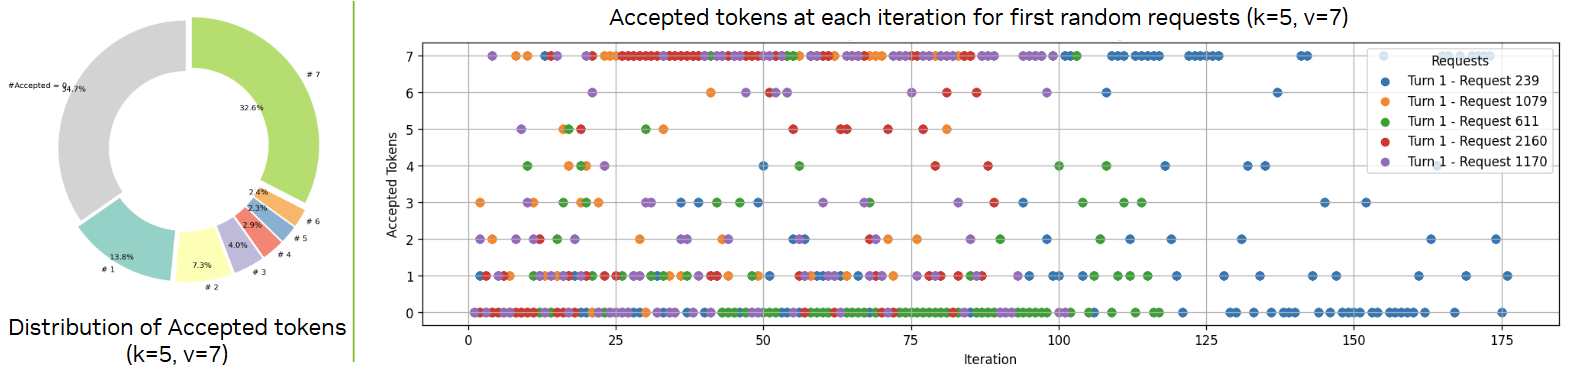 #Accepted = 0
34.7%
# 7
32.6%
2.4%
# 6
2.3%
# 5
2.9%
# 4
4.0%
# 3
7.3%
# 2
13.8%
# 1
Distribution of Accepted tokens
(k=5, v=7)
Accepted tokens at each iteration for first random requests (k=5, v=7)
Accepted Tokens
7
6
5
4
3
2
1
0
0 25 50 75 100 125 150 175
Iteration
Requests
Turn 1 - Request 239
Turn 1 - Request 1079
Turn 1 - Request 611
Turn 1 - Request 2160
Turn 1 - Request 1170